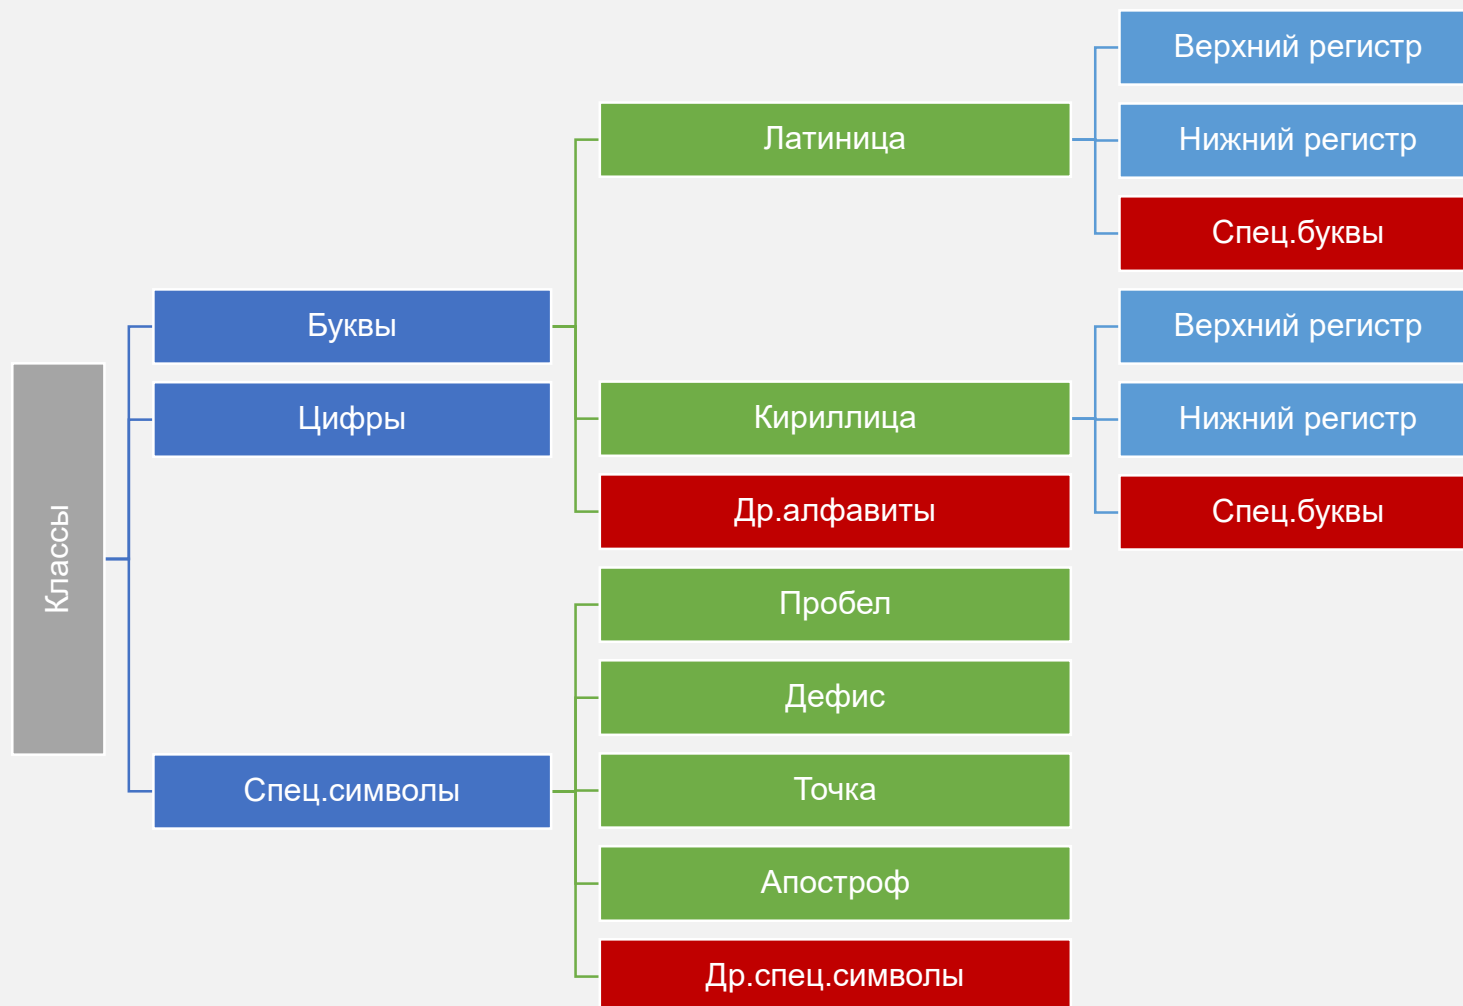 Верхний регистр
Латиница
Нижний регистр
Спец.буквы
Буквы
Верхний регистр
Цифры
Кириллица
Нижний регистр
Др.алфавиты
Спец.буквы
Классы
Пробел
Дефис
Спец.символы
Точка
Апостроф
Др.спец.символы